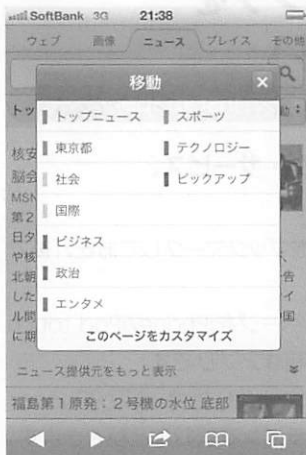 SoftBank 3G 21:38
ウェブ 画像 ニュース プレイス その他
移動
トップニュース スポーツ
東京都 テクノロジー
社会 ピックアップ
国際
ビジネス
政治
エンタメ
このページをカスタマイズ
ニュース提供元をもっと表示
福島第1原発：2号機の水位 底部